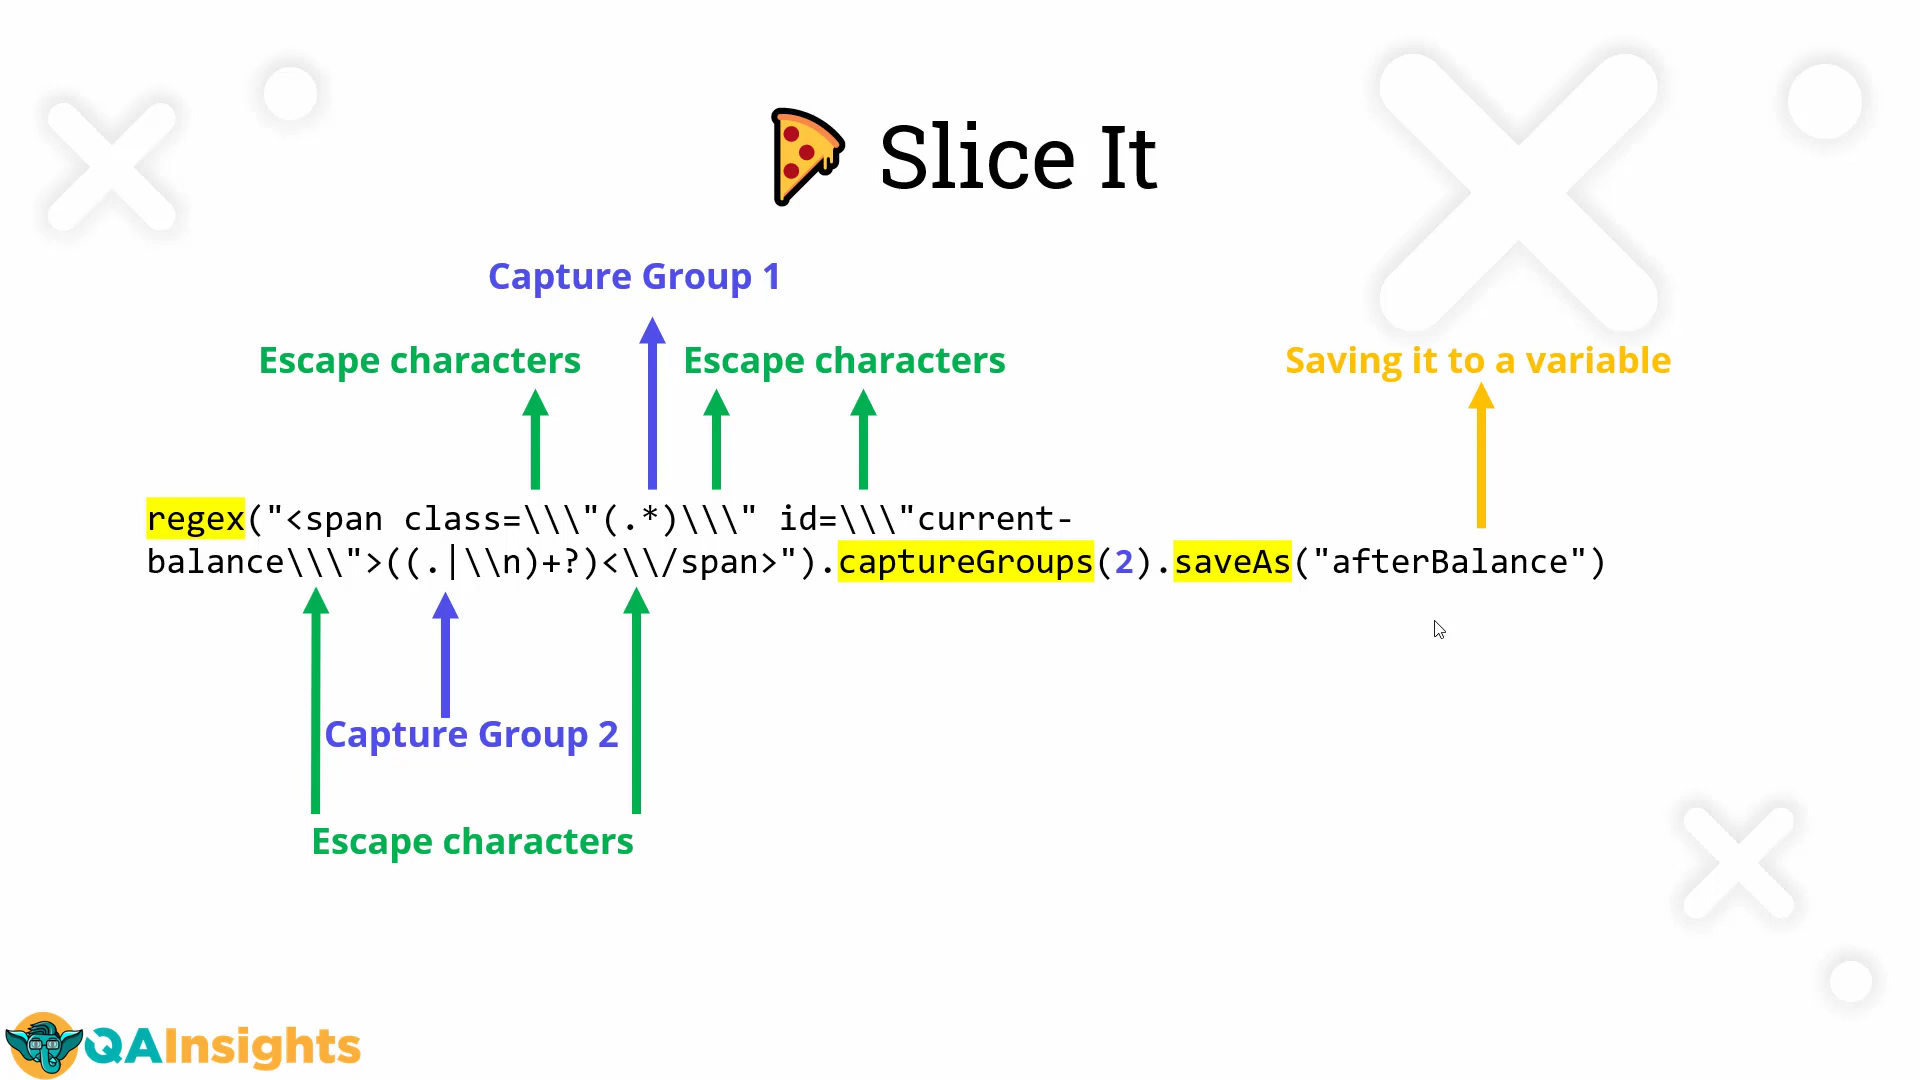 Slice It
Capture Group 1
Escape characters
Escape characters
Saving it to a variable
regex("<span class=\\\"(.*)\\\" id=\\\"current-
balance\\\">((.|\\n)+?)<\\/span>").captureGroups(2).saveAs("afterBalance")
Capture Group 2
Escape characters
QAInsights